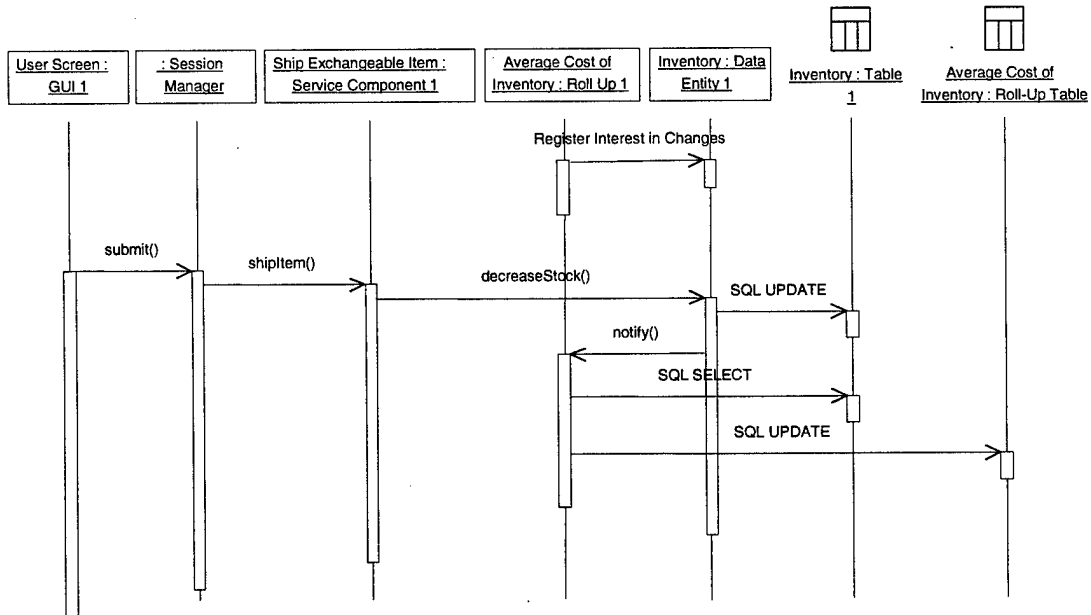 User Screen :
GUI 1
: Session
Manager
Ship Exchangeable Item :
Service Component 1
Average Cost of
Inventory : Roll Up 1
Inventory : Data
Entity 1
Inventory : Table
1
Average Cost of
Inventory : Roll-Up Table
Register Interest in Changes
submit()
shipItem()
decreaseStock()
SQL UPDATE
notify()
SQL SELECT
SQL UPDATE